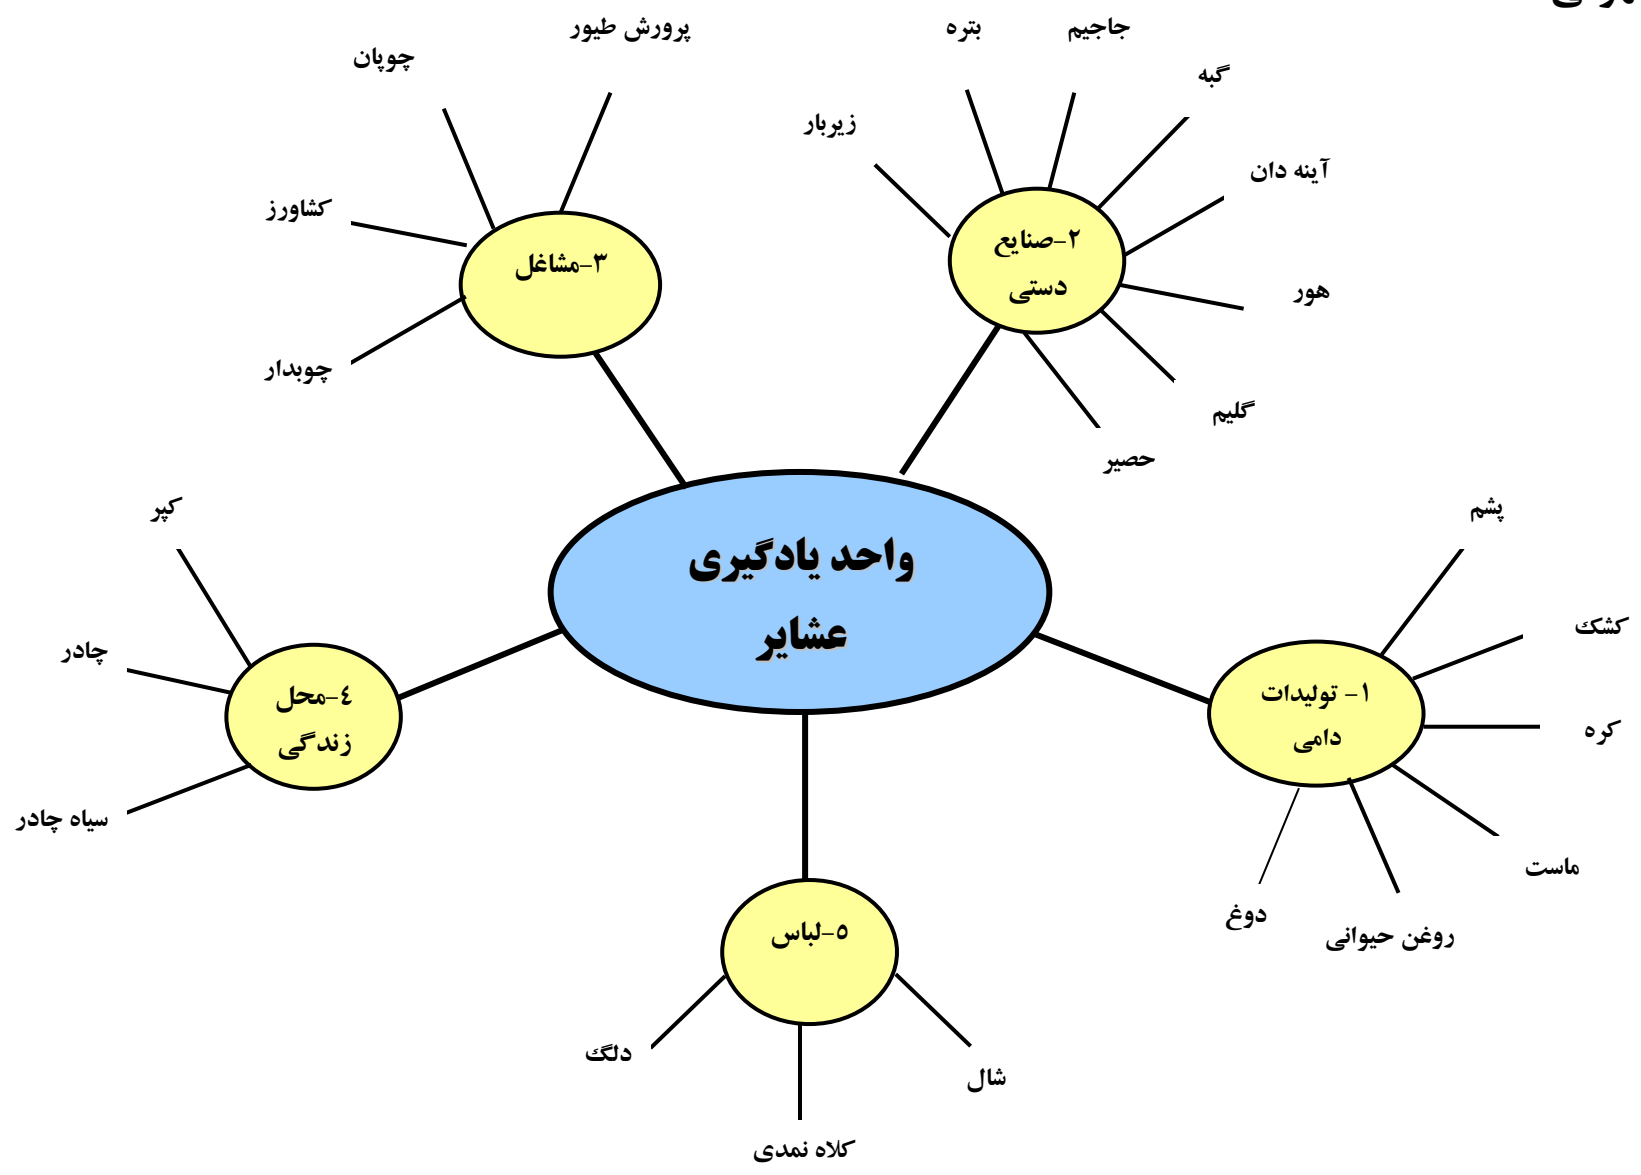 پرورش طیور
چوپان
کشاورز
چوبدار
۳-مشاغل
بتره
جاجیم
گبه
زیربار
آینه دان
هور
گلیم
حصیر
۲-صنایع
دستی
واحد یادگیری
عشایر
کپر
چادر
سیاه چادر
٤-محل
زندگی
پشم
کشک
کره
ماست
روغن حیوانی
دوغ
۱- تولیدات
دامی
٥-لباس
دلگ
شال
کلاه نمدی